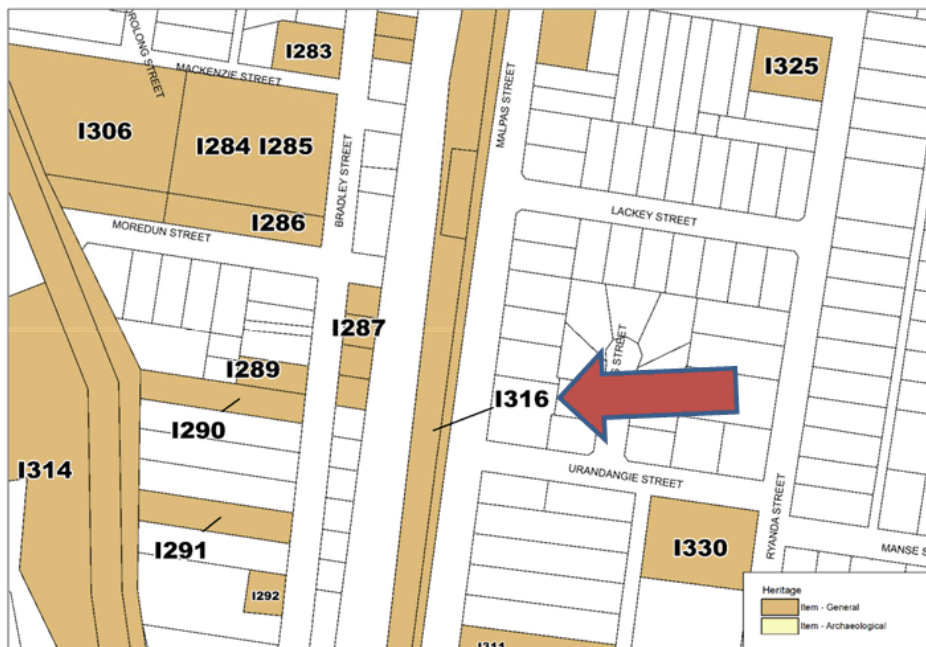 I283
I325
MACKENZIE STREET
MALPAS STREET
I306
I284 I285
BRADLEY STREET
I286
LACKEY STREET
MOREDUN STREET
I287
STREET
I289
I316
I290
I314
URANDANGIE STREET
RYANDA STREET
I291
I330
MANSE
I292
Heritage
Item - General
Item - Archaeological